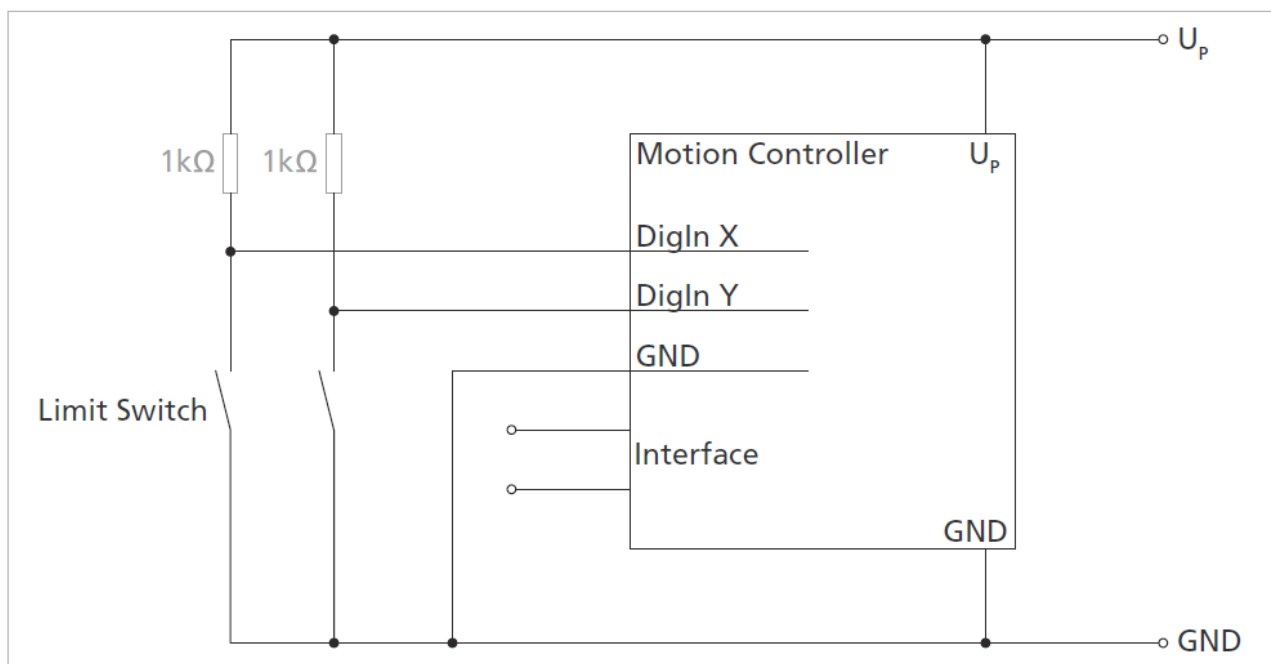 U_P
1kΩ 1kΩ
Motion Controller U_P
DigIn X
DigIn Y
GND
Limit Switch
Interface
GND
GND